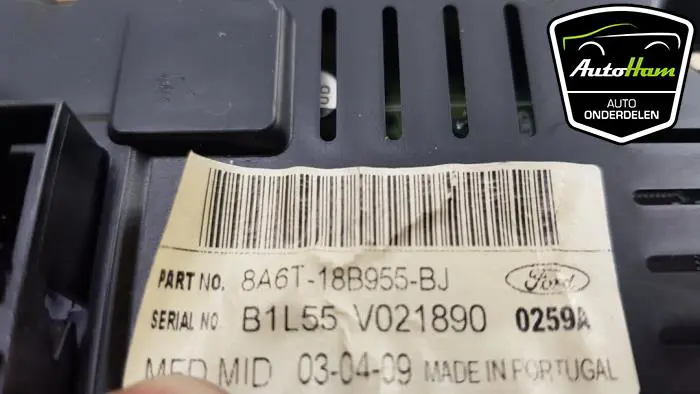 AutoHam
AUTO
ONDERDELEN
PART NO. 8A6T-18B955-BJ
Ford
SERIAL NO B1L55 V021890 0259A
MED MID 03-04-09 MADE IN PORTUGAL